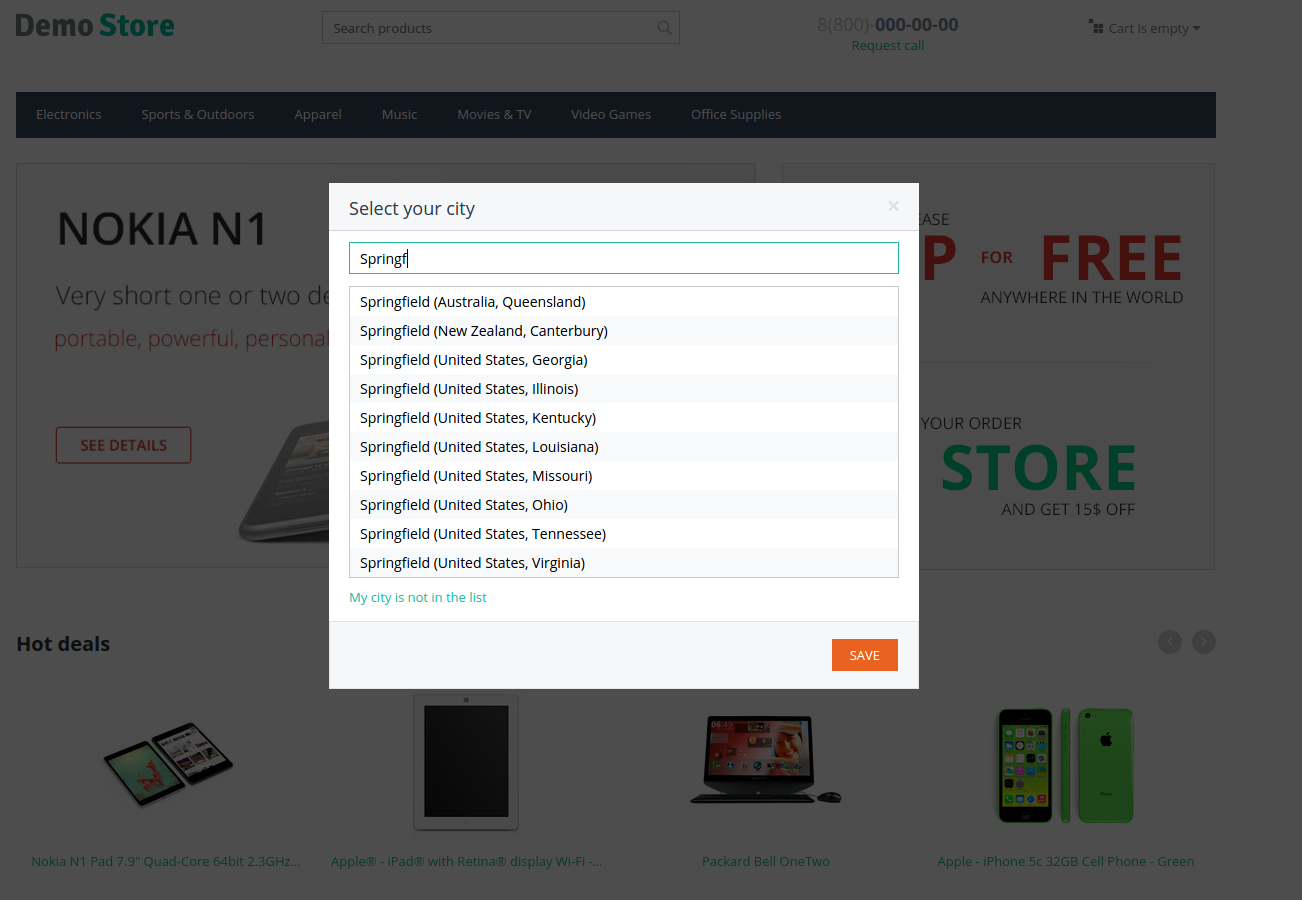 Demo Store
Search products
8(800)-000-00-00
Request call
Cart is empty
Electronics Sports & Outdoors Apparel Music Movies & TV Video Games Office Supplies
NOKIA N1
Very short one or two de
portable, powerful, personal
SEE DETAILS
EASE
P FOR FREE
ANYWHERE IN THE WORLD
YOUR ORDER
STORE
AND GET 15$ OFF
Select your city
×
Springf
Springfield (Australia, Queensland)
Springfield (New Zealand, Canterbury)
Springfield (United States, Georgia)
Springfield (United States, Illinois)
Springfield (United States, Kentucky)
Springfield (United States, Louisiana)
Springfield (United States, Missouri)
Springfield (United States, Ohio)
Springfield (United States, Tennessee)
Springfield (United States, Virginia)
My city is not in the list
SAVE
Hot deals
Nokia N1 Pad 7.9" Quad-Core 64bit 2.3GHz...
Apple® - iPad® with Retina® display Wi-Fi -...
Packard Bell OneTwo
Apple - iPhone 5c 32GB Cell Phone - Green